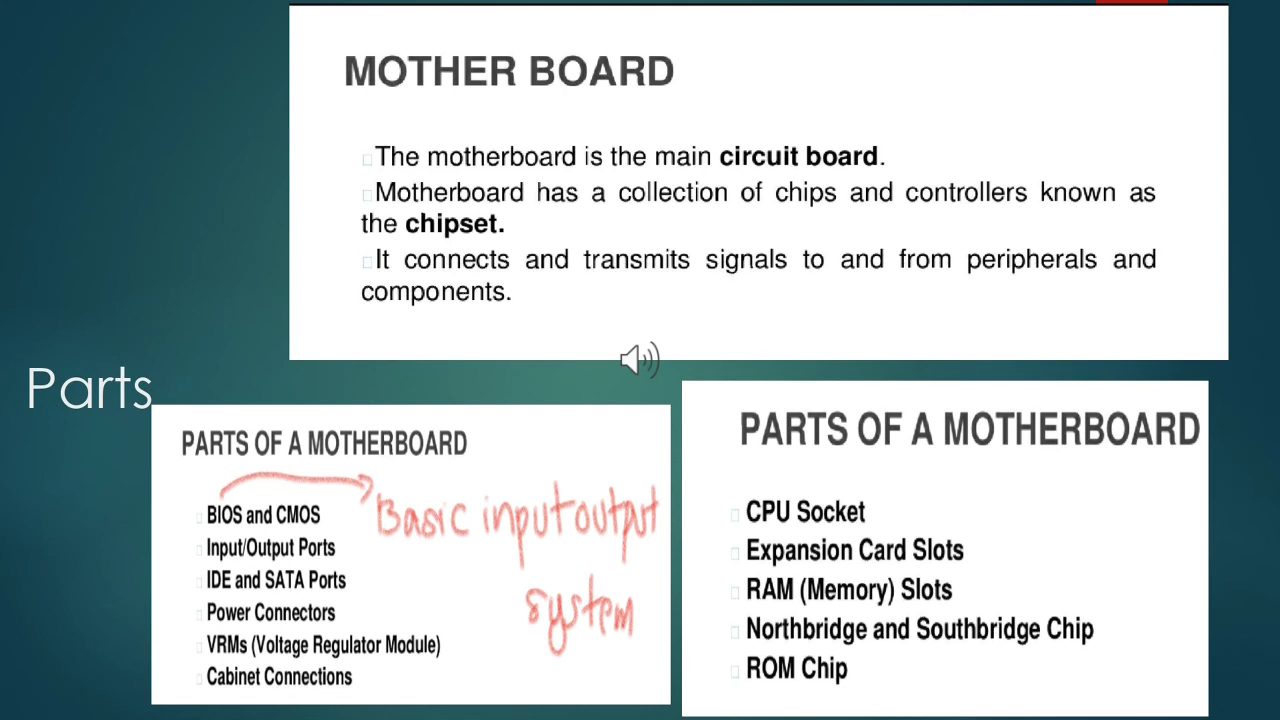 MOTHER BOARD
The motherboard is the main circuit board.
Motherboard has a collection of chips and controllers known as
the chipset.
It connects and transmits signals to and from peripherals and
components.
Parts
PARTS OF A MOTHERBOARD
BIOS and CMOS
Input/Output Ports
IDE and SATA Ports
Power Connectors
VRMs (Voltage Regulator Module)
Cabinet Connections
Basic input output
system
PARTS OF A MOTHERBOARD
CPU Socket
Expansion Card Slots
RAM (Memory) Slots
Northbridge and Southbridge Chip
ROM Chip